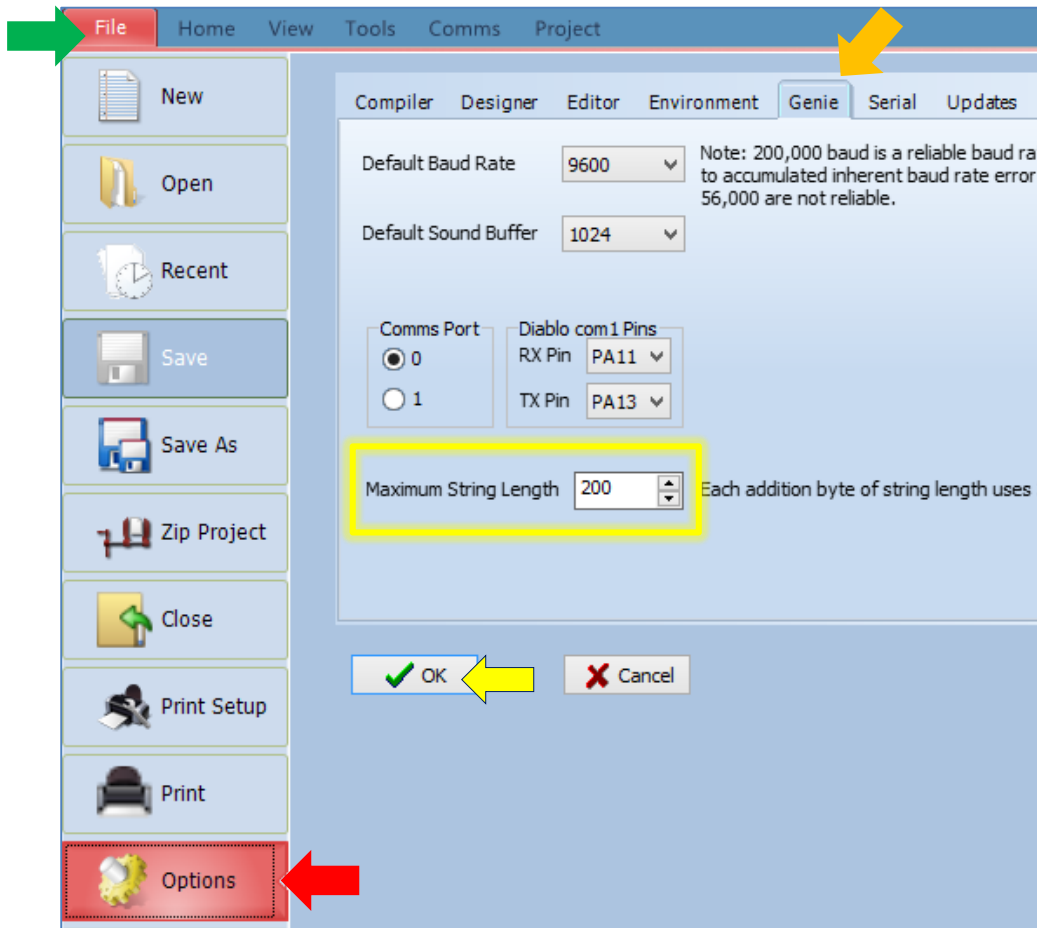 File Home View Tools Comms Project
New
Open
Recent
Save
Save As
Zip Project
Close
Print Setup
Print
Options
Compiler Designer Editor Environment Genie Serial Updates
Default Baud Rate 9600
Note: 200,000 baud is a reliable baud ra
to accumulated inherent baud rate error
56,000 are not reliable.
Default Sound Buffer 1024
Comms Port
0
1
Diablo com1 Pins
RX Pin PA11
TX Pin PA13
Maximum String Length 200 Each addition byte of string length uses
OK Cancel